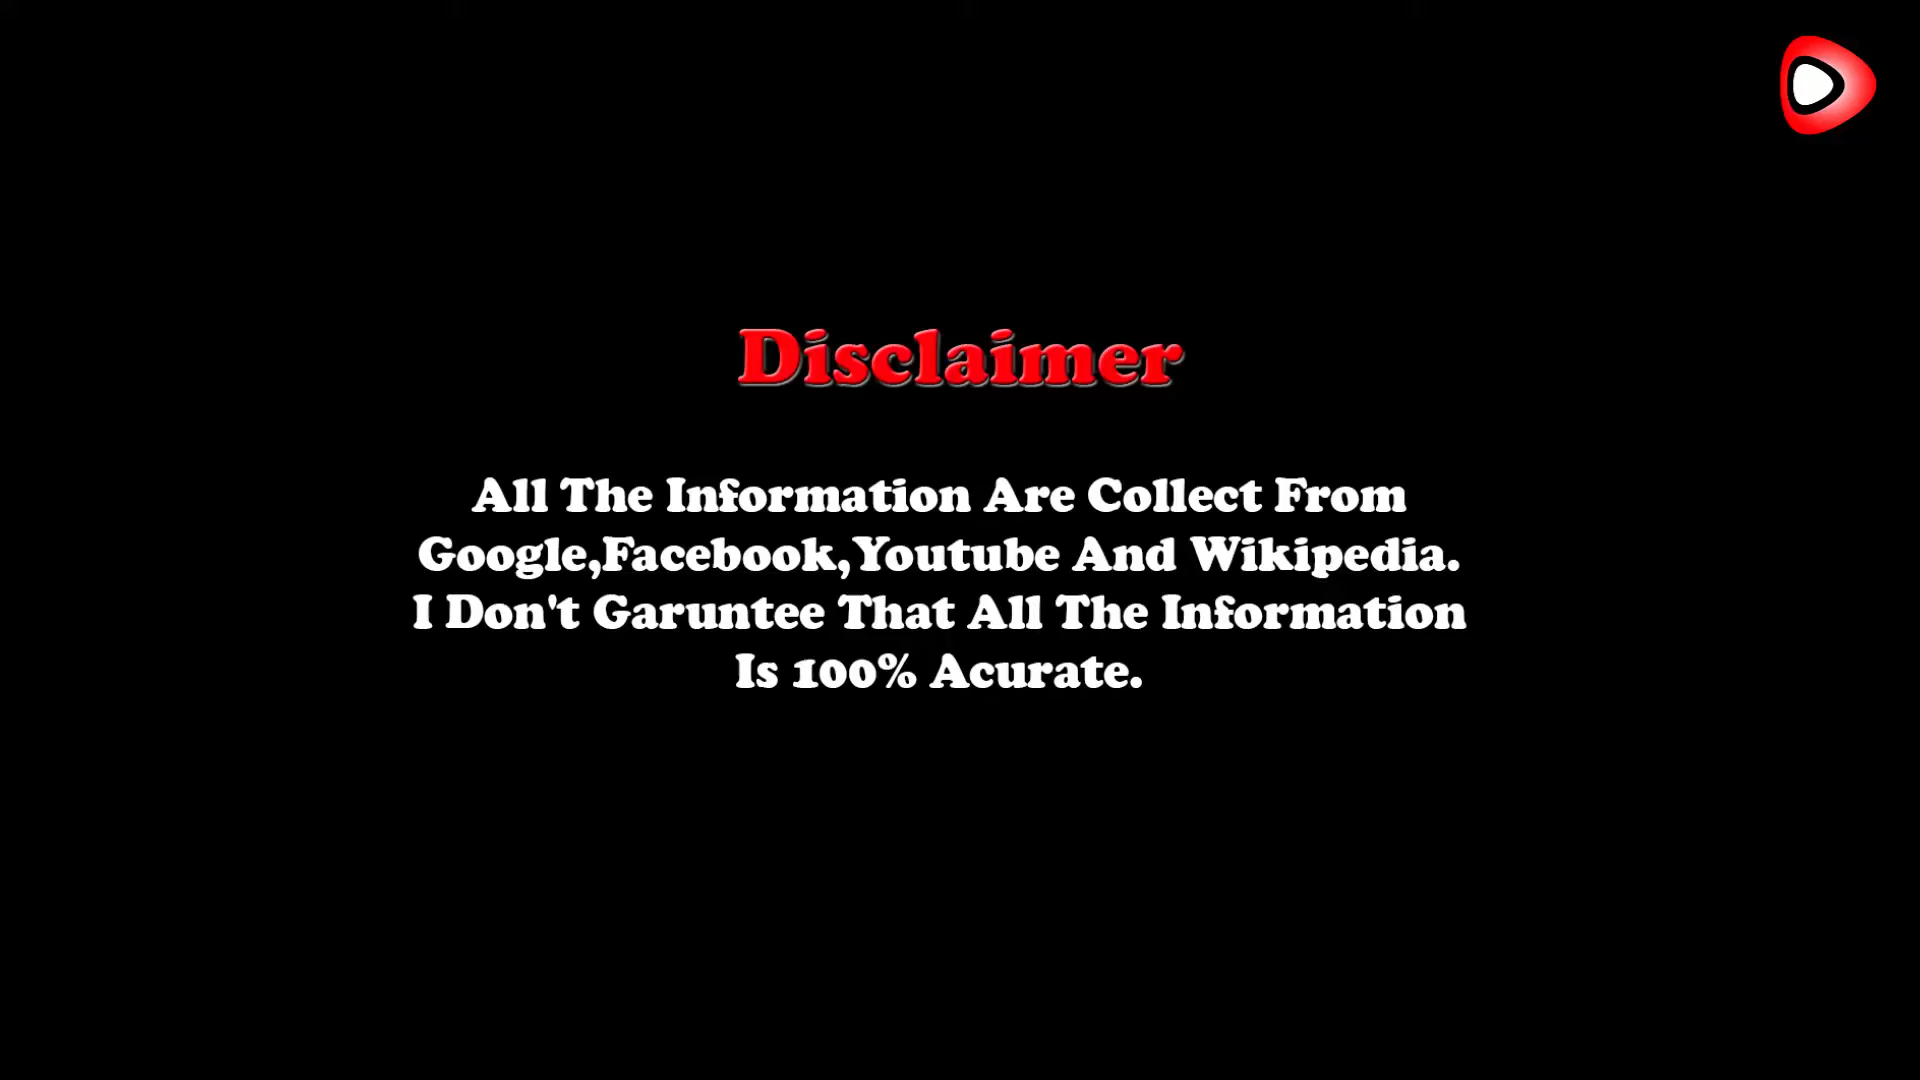 Disclaimer
All The Information Are Collect From
Google,Facebook,Youtube And Wikipedia.
I Don't Garuntee That All The Information
Is 100% Acurate.